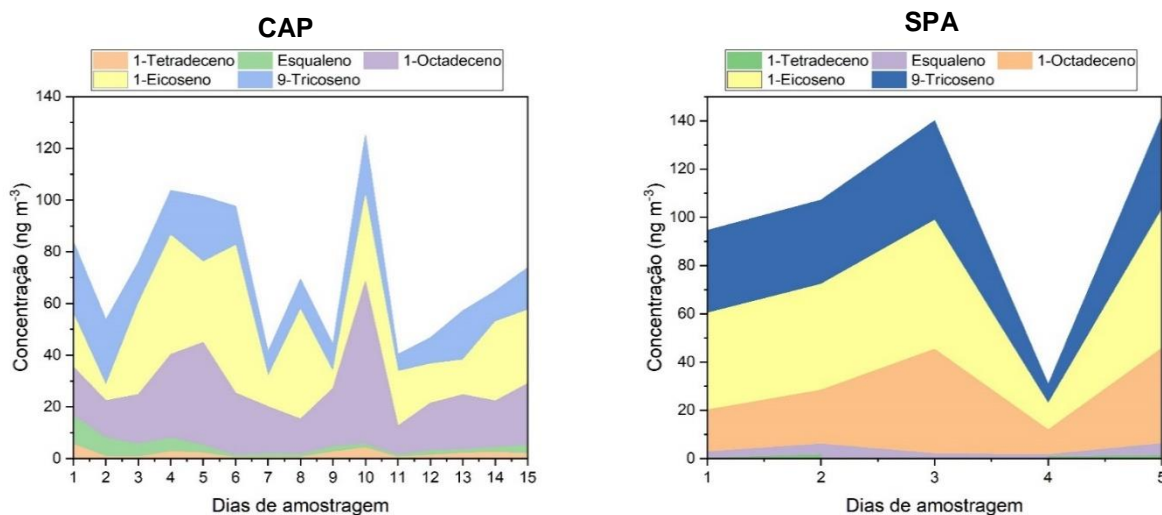 CAP
1-Tetradeceno Esqualeno 1-Octadeceno
1-Eicoseno 9-Tricoseno
Concentração (ng m⁻³)
140
120
100
80
60
40
20
0
1 2 3 4 5 6 7 8 9 10 11 12 13 14 15
Dias de amostragem
SPA
1-Tetradeceno Esqualeno 1-Octadeceno
1-Eicoseno 9-Tricoseno
Concentração (ng m⁻³)
140
120
100
80
60
40
20
0
1 2 3 4 5
Dias de amostragem